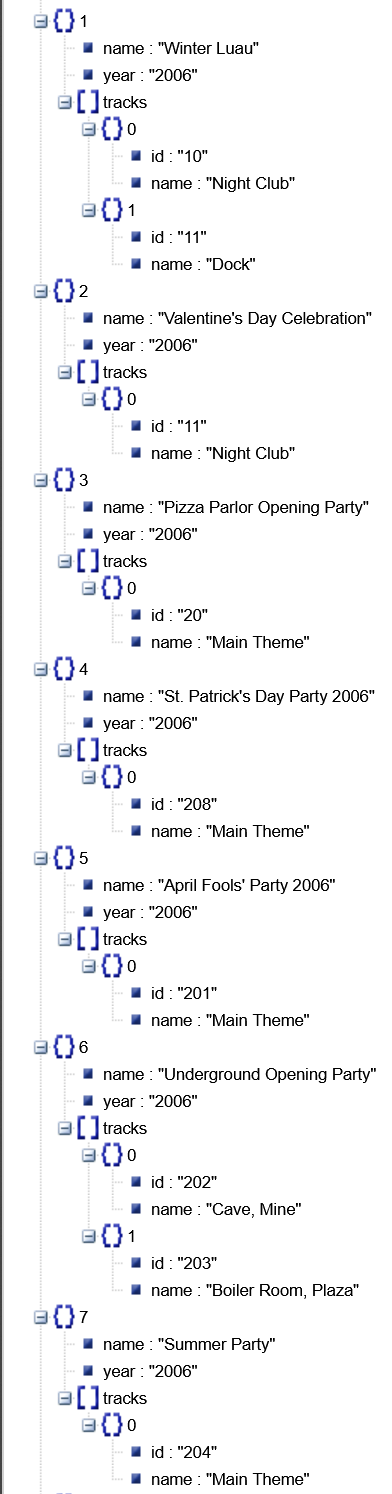 1
name : "Winter Luau"
year : "2006"
tracks
0
id : "10"
name : "Night Club"
1
id : "11"
name : "Dock"
2
name : "Valentine's Day Celebration"
year : "2006"
tracks
0
id : "11"
name : "Night Club"
3
name : "Pizza Parlor Opening Party"
year : "2006"
tracks
0
id : "20"
name : "Main Theme"
4
name : "St. Patrick's Day Party 2006"
year : "2006"
tracks
0
id : "208"
name : "Main Theme"
5
name : "April Fools' Party 2006"
year : "2006"
tracks
0
id : "201"
name : "Main Theme"
6
name : "Underground Opening Party"
year : "2006"
tracks
0
id : "202"
name : "Cave, Mine"
1
id : "203"
name : "Boiler Room, Plaza"
7
name : "Summer Party"
year : "2006"
tracks
0
id : "204"
name : "Main Theme"